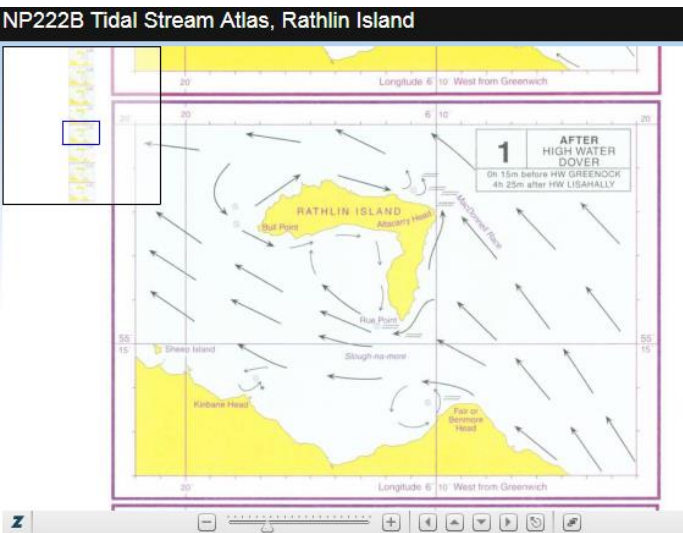 NP222B Tidal Stream Atlas, Rathlin Island
20
Longitude 6 10 West from Greenwich
20
6 10
20
20
1
AFTER
HIGH WATER
DOVER
0h 15m before HW GREENOCK
4h 25m after HW LISAHALLY
MacDonnell Race
RATHLIN ISLAND
Altacarry Head
Bull Point
Rue Point
55
15
55
15
Sheep Island
Slough-na-more
Kinbane Head
Fair or
Benmore
Head
20
Longitude 6 10 West from Greenwich
Z